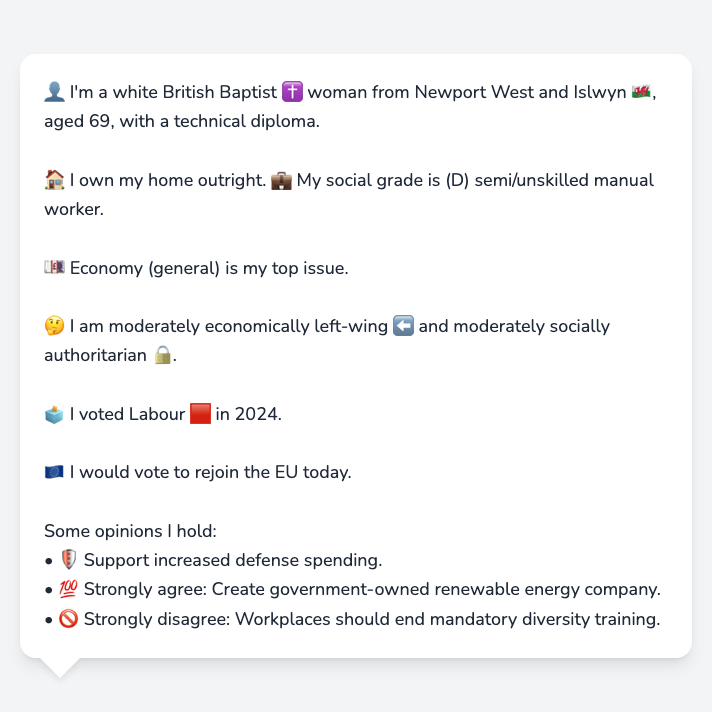 👤 I'm a white British Baptist ✝️ woman from Newport West and Islwyn 🏴󠁧󠁢󠁷󠁬󠁳󠁿,
aged 69, with a technical diploma.
🏠 I own my home outright. 💼 My social grade is (D) semi/unskilled manual
worker.
💷 Economy (general) is my top issue.
🤔 I am moderately economically left-wing ⬅️ and moderately socially
authoritarian 🔒.
🗳️ I voted Labour 🟥 in 2024.
🇪🇺 I would vote to rejoin the EU today.
Some opinions I hold:
• 🛡️ Support increased defense spending.
• 💯 Strongly agree: Create government-owned renewable energy company.
• 🚫 Strongly disagree: Workplaces should end mandatory diversity training.